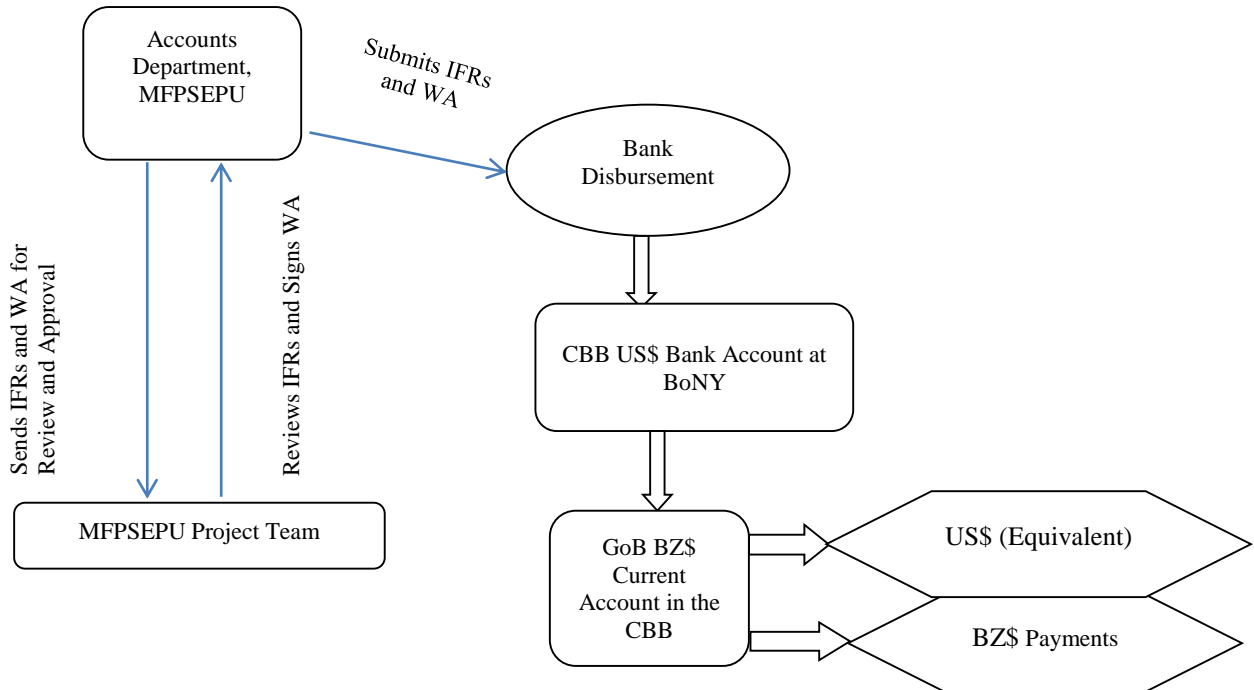 Accounts
Department,
MFPSEPU
Submits IFRs
and WA
Bank
Disbursement
Sends IFRs and WA for
Review and Approval
Reviews IFRs and Signs WA
CBB US$ Bank Account at
BoNY
MFPSEPU Project Team
GoB BZ$
Current
Account in the
CBB
US$ (Equivalent)
BZ$ Payments